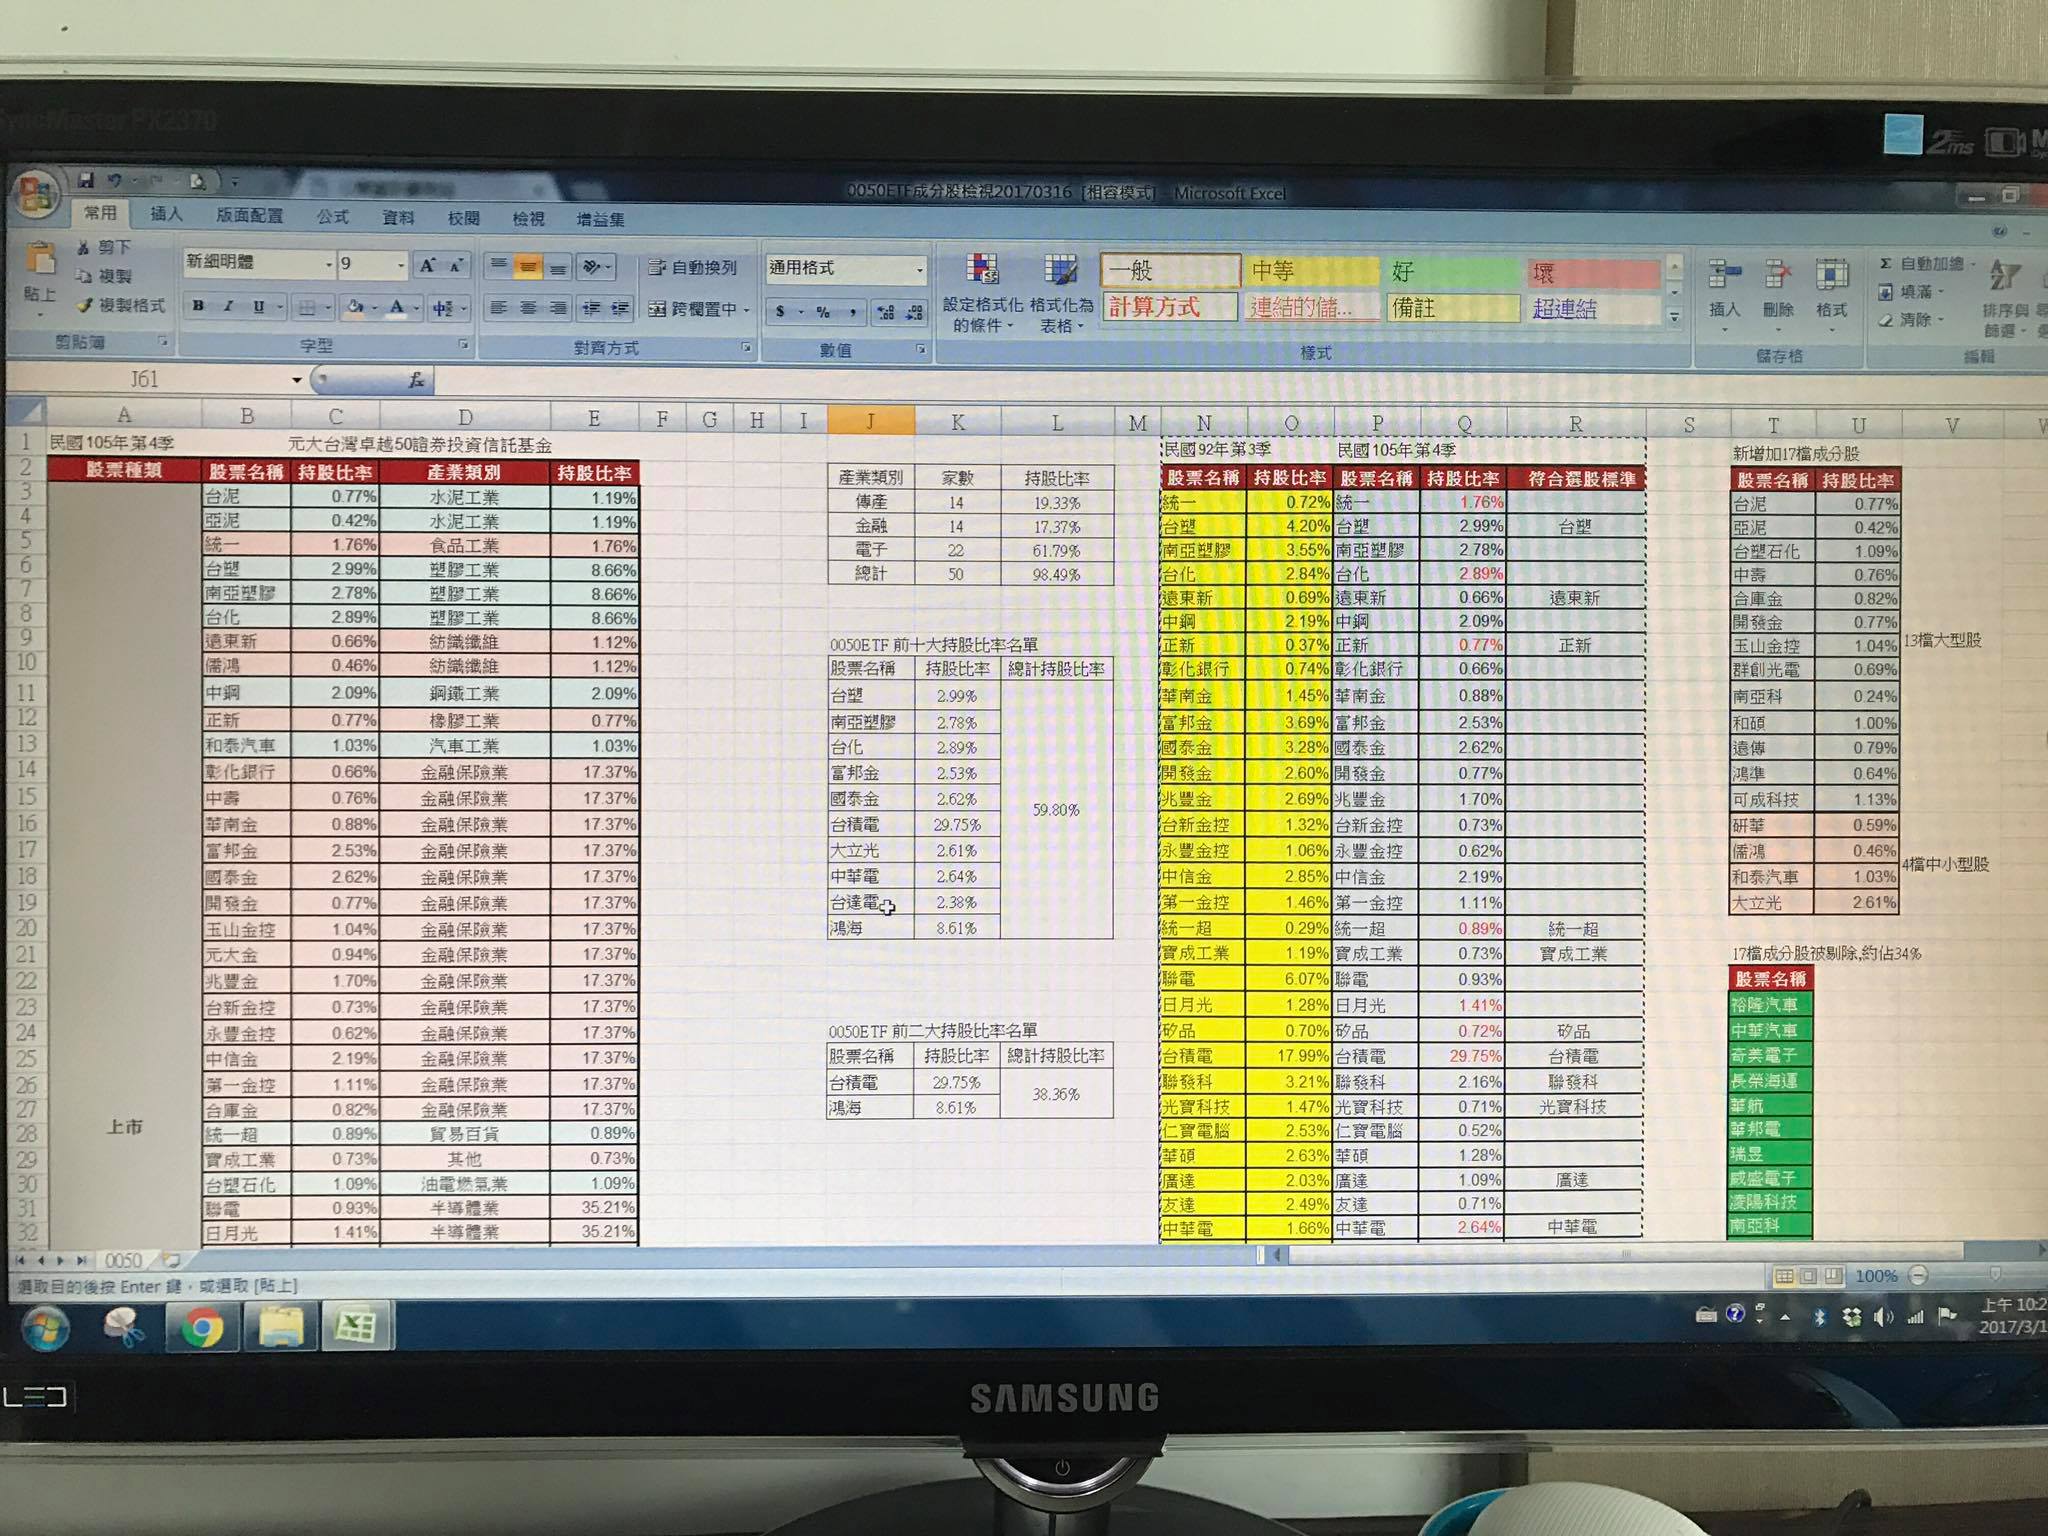 SyncMaster PX2370
2ms
0050ETF成分股檢視20170316 [相容模式] - Microsoft Excel
常用 插入 版面配置 公式 資料 校閱 檢視 增益集
貼上 剪下 複製 複製格式 剪貼簿
新細明體 9 B I U A 字型
自動換列 跨欄置中 對齊方式
通用格式 $ % , 數值
設定格式化的條件 格式化為表格
一般 中等 好 壞
計算方式 連結的儲... 備註 超連結
樣式
插入 刪除 格式 儲存格
Σ 自動加總 填滿 清除 排序與篩選 編輯
J61 fx
A B C D E F G H I J K L M N O P Q R S T U V
1 民國105年第4季 元大台灣卓越50證券投資信託基金
2 股票種類 股票名稱 持股比率 產業類別 持股比率
3 台泥 0.77% 水泥工業 1.19%
4 亞泥 0.42% 水泥工業 1.19%
5 統一 1.76% 食品工業 1.76%
6 台塑 2.99% 塑膠工業 8.66%
7 南亞塑膠 2.78% 塑膠工業 8.66%
8 台化 2.89% 塑膠工業 8.66%
9 遠東新 0.66% 紡織纖維 1.12%
10 儒鴻 0.46% 紡織纖維 1.12%
11 中鋼 2.09% 鋼鐵工業 2.09%
12 正新 0.77% 橡膠工業 0.77%
13 和泰汽車 1.03% 汽車工業 1.03%
14 彰化銀行 0.66% 金融保險業 17.37%
15 中壽 0.76% 金融保險業 17.37%
16 華南金 0.88% 金融保險業 17.37%
17 富邦金 2.53% 金融保險業 17.37%
18 國泰金 2.62% 金融保險業 17.37%
19 開發金 0.77% 金融保險業 17.37%
20 玉山金控 1.04% 金融保險業 17.37%
21 元大金 0.94% 金融保險業 17.37%
22 兆豐金 1.70% 金融保險業 17.37%
23 台新金控 0.73% 金融保險業 17.37%
24 永豐金控 0.62% 金融保險業 17.37%
25 中信金 2.19% 金融保險業 17.37%
26 第一金控 1.11% 金融保險業 17.37%
27 上市 合庫金 0.82% 金融保險業 17.37%
28 統一超 0.89% 貿易百貨 0.89%
29 寶成工業 0.73% 其他 0.73%
30 台塑石化 1.09% 油電燃氣業 1.09%
31 聯電 0.93% 半導體業 35.21%
32 日月光 1.41% 半導體業 35.21%
產業類別 家數 持股比率
傳產 14 19.33%
金融 14 17.37%
電子 22 61.79%
總計 50 98.49%
0050ETF 前十大持股比率名單
股票名稱 持股比率 總計持股比率
台塑 2.99%
南亞塑膠 2.78%
台化 2.89%
富邦金 2.53%
國泰金 2.62%
59.80%
台積電 29.75%
大立光 2.61%
中華電 2.64%
台達電 2.38%
鴻海 8.61%
0050ETF 前二大持股比率名單
股票名稱 持股比率 總計持股比率
台積電 29.75%
38.36%
鴻海 8.61%
民國92年第3季 民國105年第4季
股票名稱 持股比率 股票名稱 持股比率 符合選股標準
統一 0.72% 統一 1.76%
台塑 4.20% 台塑 2.99% 台塑
南亞塑膠 3.55% 南亞塑膠 2.78%
台化 2.84% 台化 2.89%
遠東新 0.69% 遠東新 0.66% 遠東新
中鋼 2.19% 中鋼 2.09%
正新 0.37% 正新 0.77% 正新
彰化銀行 0.74% 彰化銀行 0.66%
華南金 1.45% 華南金 0.88%
富邦金 3.69% 富邦金 2.53%
國泰金 3.28% 國泰金 2.62%
開發金 2.60% 開發金 0.77%
兆豐金 2.69% 兆豐金 1.70%
台新金控 1.32% 台新金控 0.73%
永豐金控 1.06% 永豐金控 0.62%
中信金 2.85% 中信金 2.19%
第一金控 1.46% 第一金控 1.11%
統一超 0.29% 統一超 0.89% 統一超
寶成工業 1.19% 寶成工業 0.73% 寶成工業
聯電 6.07% 聯電 0.93%
日月光 1.28% 日月光 1.41%
矽品 0.70% 矽品 0.72% 矽品
台積電 17.99% 台積電 29.75% 台積電
聯發科 3.21% 聯發科 2.16% 聯發科
光寶科技 1.47% 光寶科技 0.71% 光寶科技
仁寶電腦 2.53% 仁寶電腦 0.52%
華碩 2.63% 華碩 1.28%
廣達 2.03% 廣達 1.09% 廣達
友達 2.49% 友達 0.71%
中華電 1.66% 中華電 2.64% 中華電
新增加17檔成分股
股票名稱 持股比率
台泥 0.77%
亞泥 0.42%
台塑石化 1.09%
中壽 0.76%
合庫金 0.82%
開發金 0.77%
玉山金控 1.04% 13檔大型股
群創光電 0.69%
南亞科 0.24%
和碩 1.00%
遠傳 0.79%
鴻準 0.64%
可成科技 1.13%
研華 0.59%
儒鴻 0.46% 4檔中小型股
和泰汽車 1.03%
大立光 2.61%
17檔成分股被剔除,約佔34%
股票名稱
裕隆汽車
中華汽車
奇美電子
長榮海運
華航
華邦電
瑞昱
威盛電子
凌陽科技
南亞科
0050
選取目的後按 Enter 鍵，或選取 [貼上]
100%
上午 10:2
2017/3/1
LED
SAMSUNG